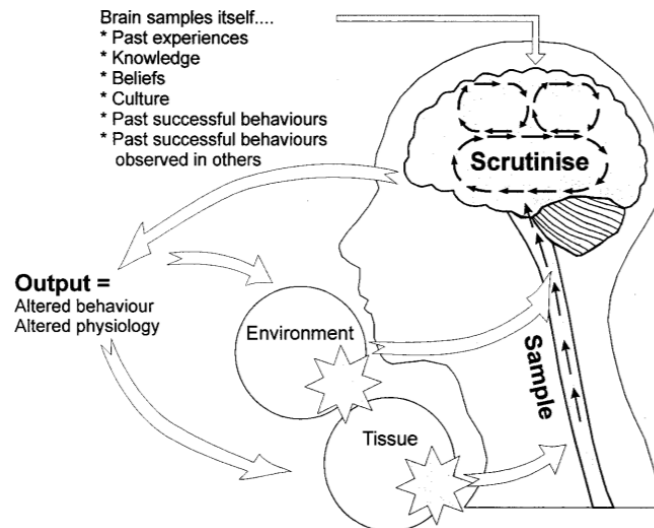 Brain samples itself....
* Past experiences
* Knowledge
* Beliefs
* Culture
* Past successful behaviours
* Past successful behaviours
observed in others
Scrutinise
Output =
Altered behaviour
Altered physiology
Environment
Sample
Tissue